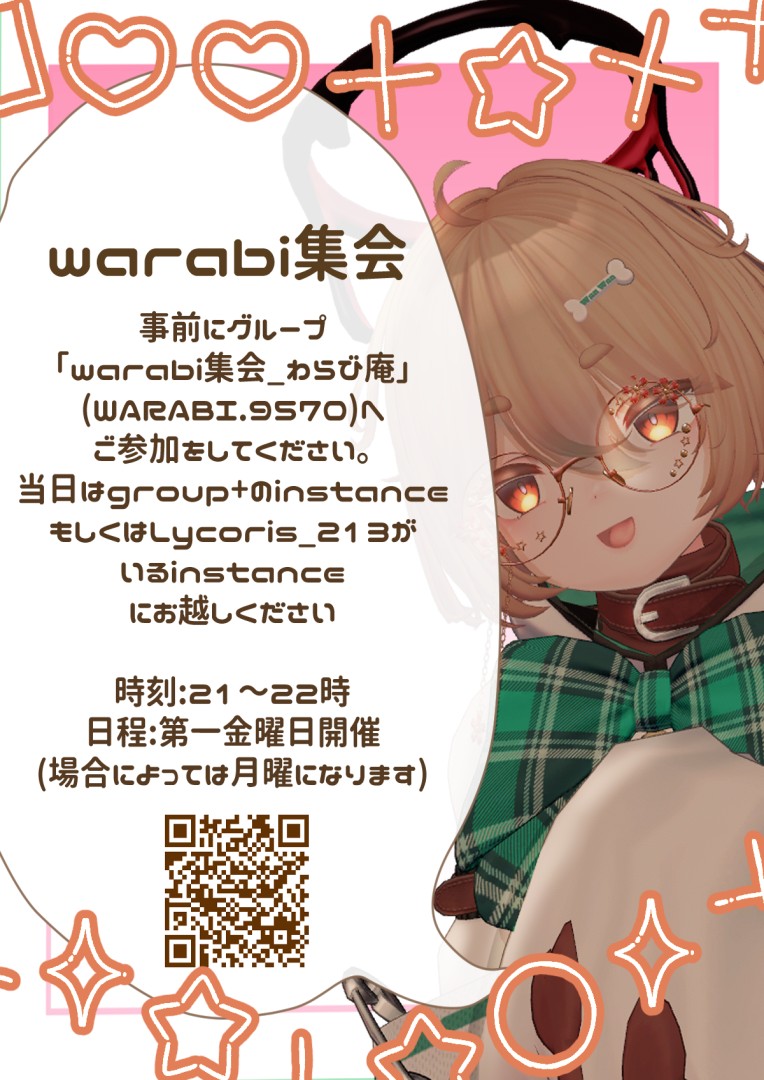 warabi集会
事前にグループ
「warabi集会_わらび庵」
(WARABI.9570)へ
ご参加をしてください。
当日はgroup+のinstance
もしくはLycoris_213が
いるinstance
にお越しください
時刻:21〜22時
日程:第一金曜日開催
(場合によっては月曜になります)
Wan Wan